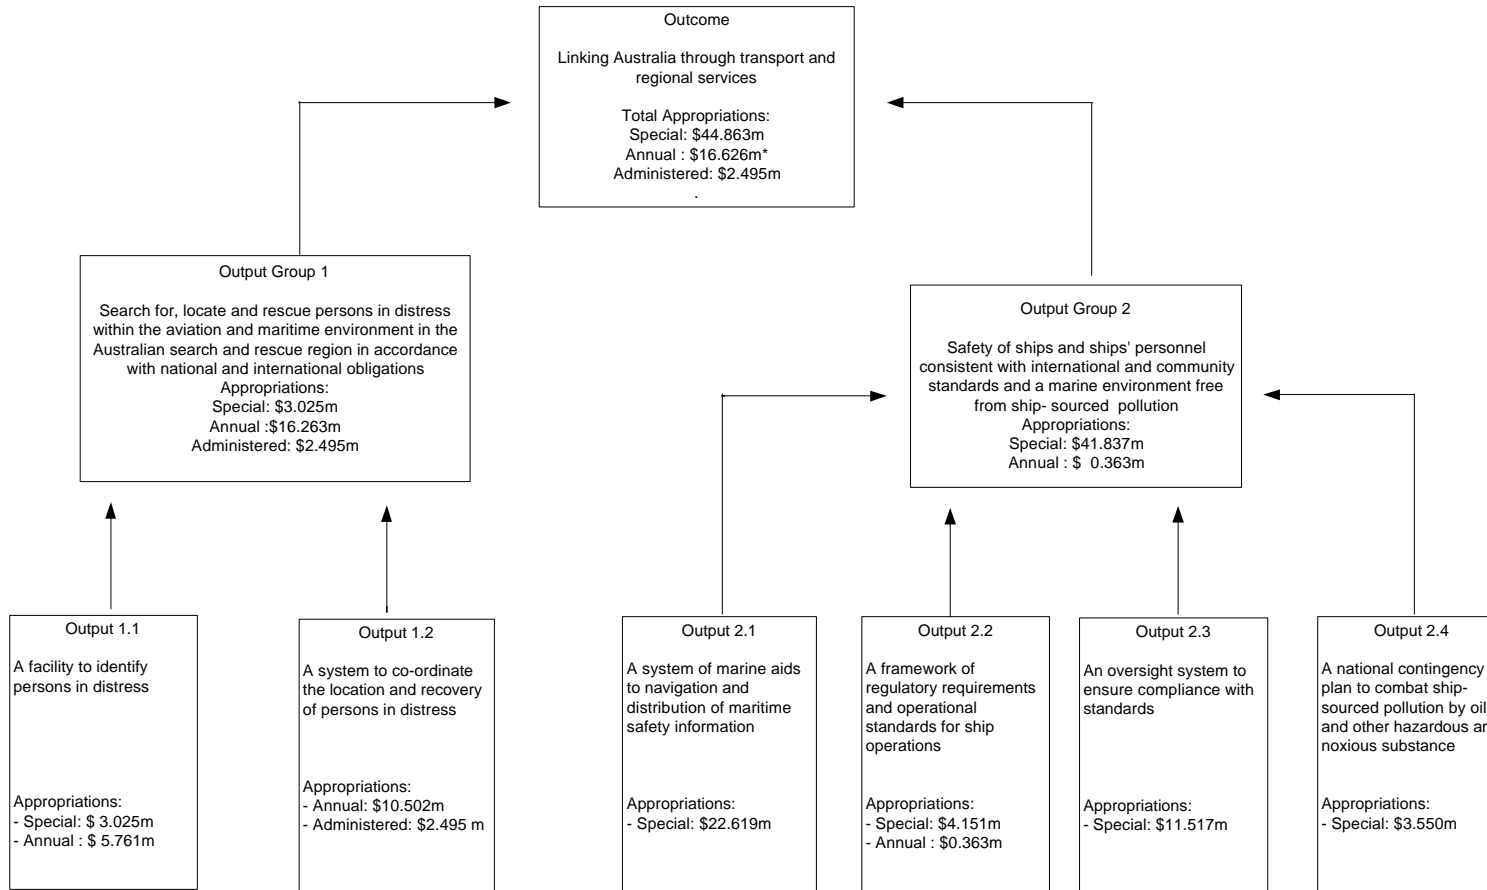 Outcome
Linking Australia through transport and
regional services
Total Appropriations:
Special: $44.863m
Annual : $16.626m*
Administered: $2.495m
.
Output Group 1
Search for, locate and rescue persons in distress
within the aviation and maritime environment in the
Australian search and rescue region in accordance
with national and international obligations
Appropriations:
Special: $3.025m
Annual :$16.263m
Administered: $2.495m
Output Group 2
Safety of ships and ships' personnel
consistent with international and community
standards and a marine environment free
from ship- sourced pollution
Appropriations:
Special: $41.837m
Annual : $ 0.363m
Output 1.1
A facility to identify
persons in distress
Appropriations:
- Special: $ 3.025m
- Annual : $ 5.761m
Output 1.2
A system to co-ordinate
the location and recovery
of persons in distress
Appropriations:
- Annual: $10.502m
- Administered: $2.495 m
Output 2.1
A system of marine aids
to navigation and
distribution of maritime
safety information
Appropriations:
- Special: $22.619m
Output 2.2
A framework of
regulatory requirements
and operational
standards for ship
operations
Appropriations:
- Special: $4.151m
- Annual : $0.363m
Output 2.3
An oversight system to
ensure compliance with
standards
Appropriations:
- Special: $11.517m
Output 2.4
A national contingency
plan to combat ship-
sourced pollution by oil
and other hazardous
noxious substance
Appropriations:
- Special: $3.550m